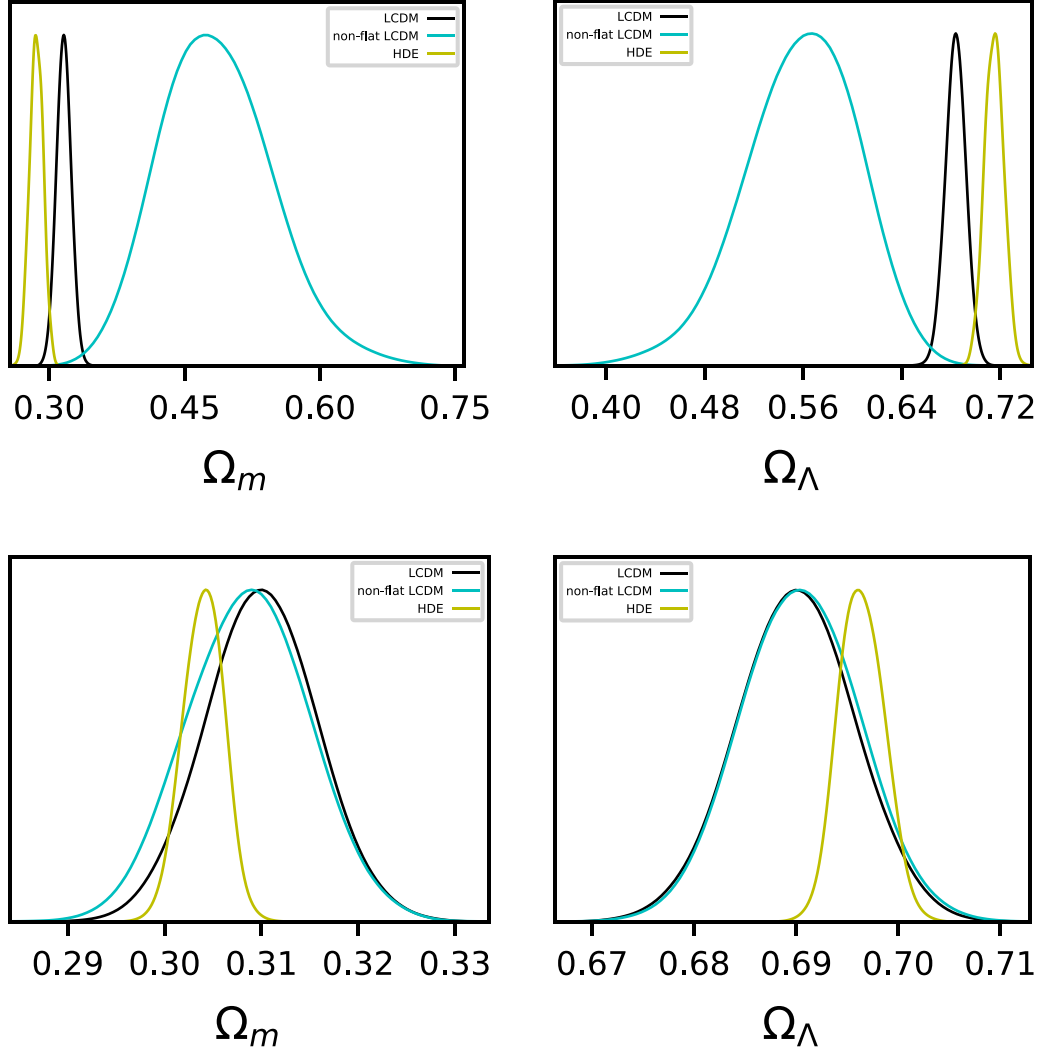 LCDM
non-flat LCDM
HDE
0.30 0.45 0.60 0.75
Ωm
LCDM
non-flat LCDM
HDE
0.40 0.48 0.56 0.64 0.72
ΩΛ
LCDM
non-flat LCDM
HDE
0.29 0.30 0.31 0.32 0.33
Ωm
LCDM
non-flat LCDM
HDE
0.67 0.68 0.69 0.70 0.71
ΩΛ